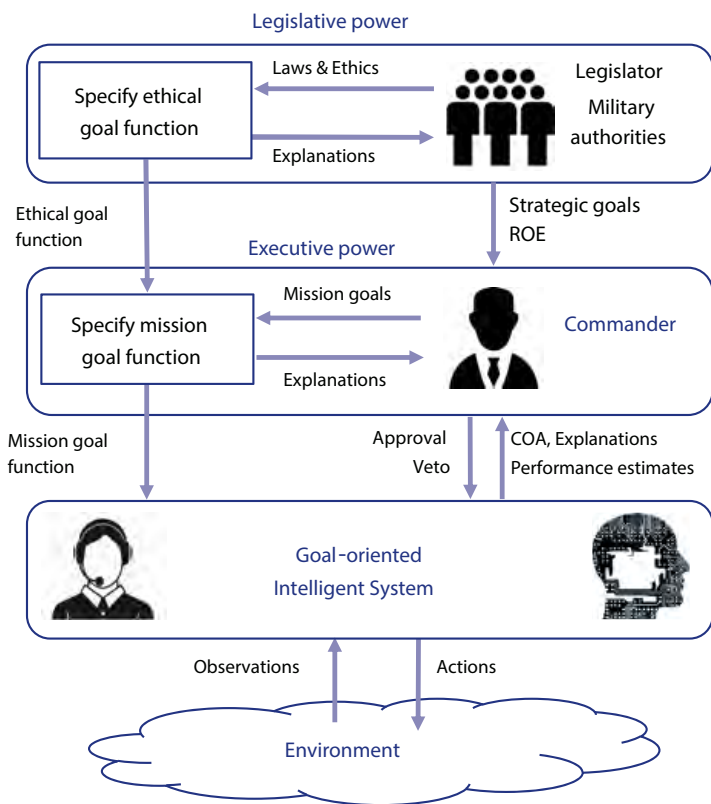 Legislative power
Laws & Ethics
Specify ethical
goal function
Explanations
Legislator
Military
authorities
Ethical goal
function
Strategic goals
ROE
Executive power
Mission goals
Specify mission
goal function
Explanations
Commander
Mission goal
function
Approval
Veto
COA, Explanations
Performance estimates
Goal-oriented
Intelligent System
Observations
Actions
Environment